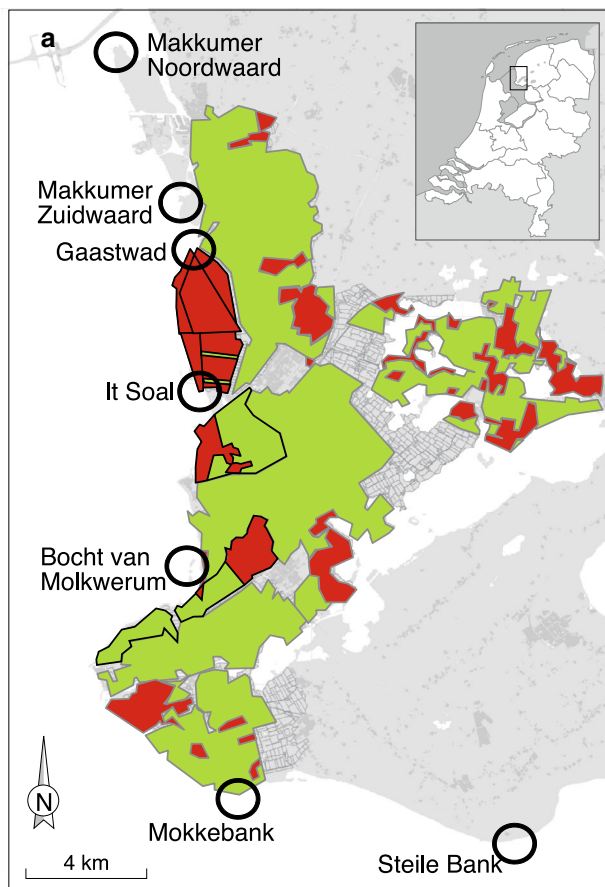 a
Makkumer
Noordwaard
Makkumer
Zuidwaard
Gaastwad
It Soal
Bocht van
Molkwerum
Mokkebank
Steile Bank
N
4 km